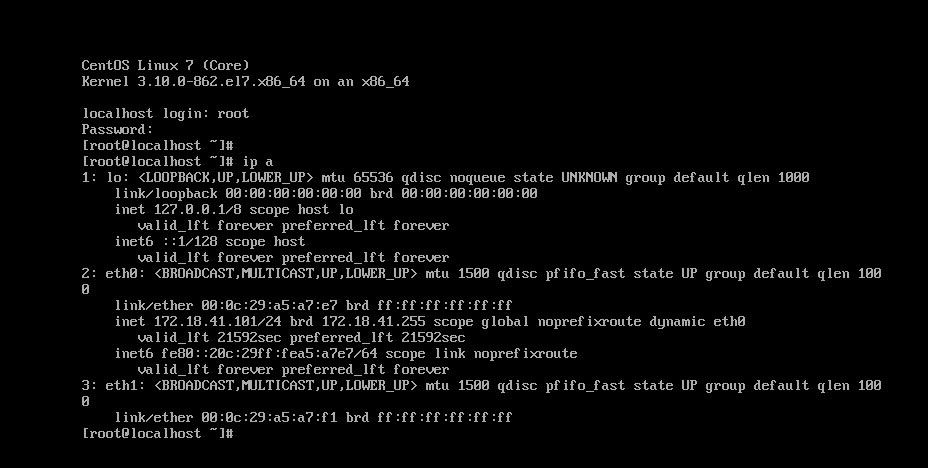 CentOS Linux 7 (Core)
Kernel 3.10.0-862.el7.x86_64 on an x86_64
localhost login: root
Password:
[root@localhost ~]#
[root@localhost ~]# ip a
1: lo: <LOOPBACK,UP,LOWER_UP> mtu 65536 qdisc noqueue state UNKNOWN group default qlen 1000
link/loopback 00:00:00:00:00:00 brd 00:00:00:00:00:00
inet 127.0.0.1/8 scope host lo
valid_lft forever preferred_lft forever
inet6 ::1/128 scope host
valid_lft forever preferred_lft forever
2: eth0: <BROADCAST,MULTICAST,UP,LOWER_UP> mtu 1500 qdisc pfifo_fast state UP group default qlen 100
0
link/ether 00:0c:29:a5:a7:e7 brd ff:ff:ff:ff:ff:ff
inet 172.18.41.101/24 brd 172.18.41.255 scope global noprefixroute dynamic eth0
valid_lft 21592sec preferred_lft 21592sec
inet6 fe80::20c:29ff:fea5:a7e7/64 scope link noprefixroute
valid_lft forever preferred_lft forever
3: eth1: <BROADCAST,MULTICAST,UP,LOWER_UP> mtu 1500 qdisc pfifo_fast state UP group default qlen 100
0
link/ether 00:0c:29:a5:a7:f1 brd ff:ff:ff:ff:ff:ff
[root@localhost ~]#